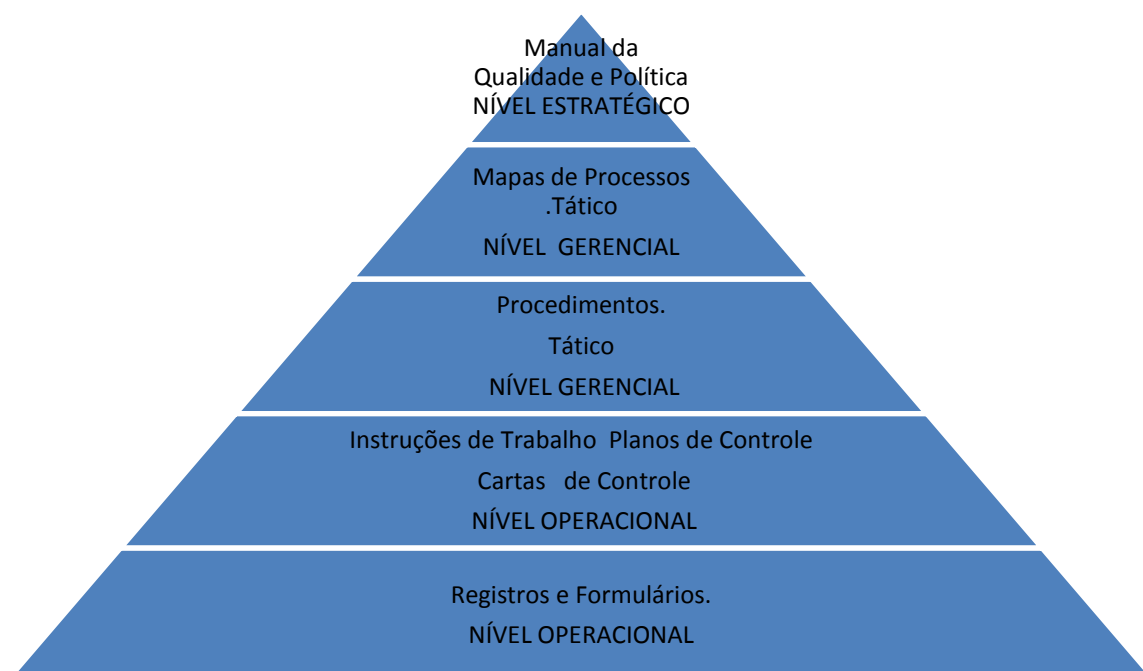 Manual da
Qualidade e Política
NÍVEL ESTRATÉGICO
Mapas de Processos
.Tático
NÍVEL GERENCIAL
Procedimentos.
Tático
NÍVEL GERENCIAL
Instruções de Trabalho Planos de Controle
Cartas de Controle
NÍVEL OPERACIONAL
Registros e Formulários.
NÍVEL OPERACIONAL